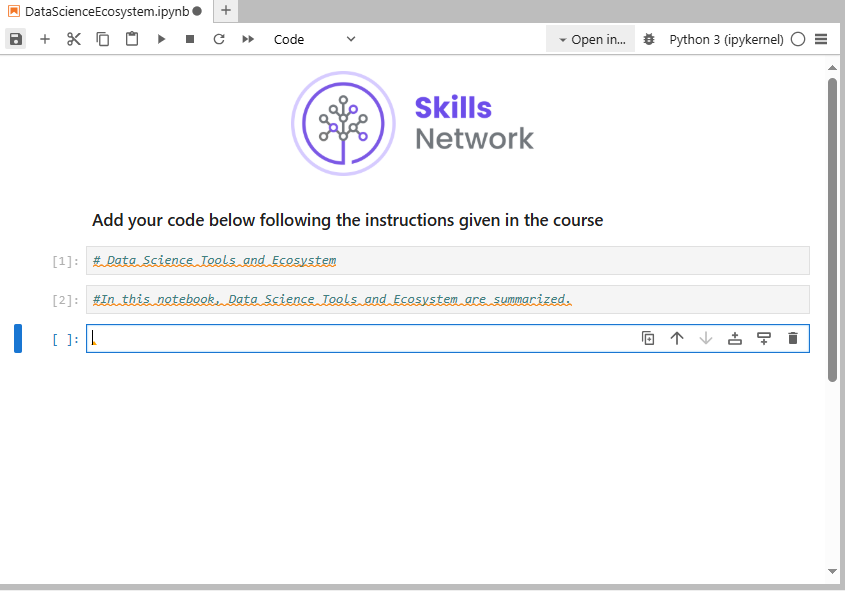 DataScienceEcosystem.ipynb
Code
Open in...
Python 3 (ipykernel)
Skills
Network
Add your code below following the instructions given in the course
[1]: # Data Science Tools and Ecosystem
[2]: #In this notebook, Data Science Tools and Ecosystem are summarized.
[ ]: